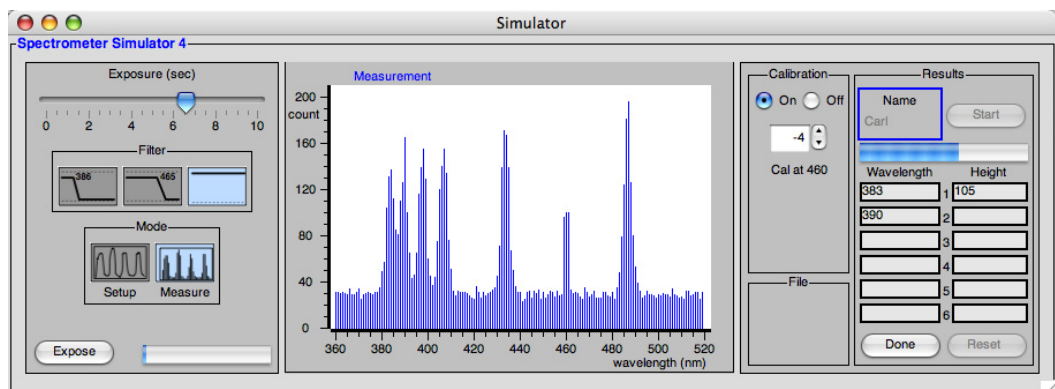 Simulator
Spectrometer Simulator 4
Exposure (sec)
0 2 4 6 8 10
Filter
386
465
Mode
Setup Measure
Expose
Measurement
200
count
160
120
80
40
0
360 380 400 420 440 460 480 500 520
wavelength (nm)
Calibration
On Off
-4
Cal at 460
File
Results
Name
Carl
Start
Wavelength Height
383 1 105
390 2
3
4
5
6
Done Reset